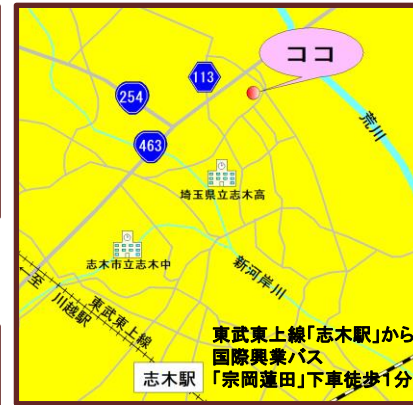 ココ
113
254
463
荒川
埼玉県立志木高
志木市立志木中
新河岸川
至
川越駅
東武東上線
東武東上線「志木駅」から
国際興業バス
「宗岡蓮田」下車徒歩1分
志木駅